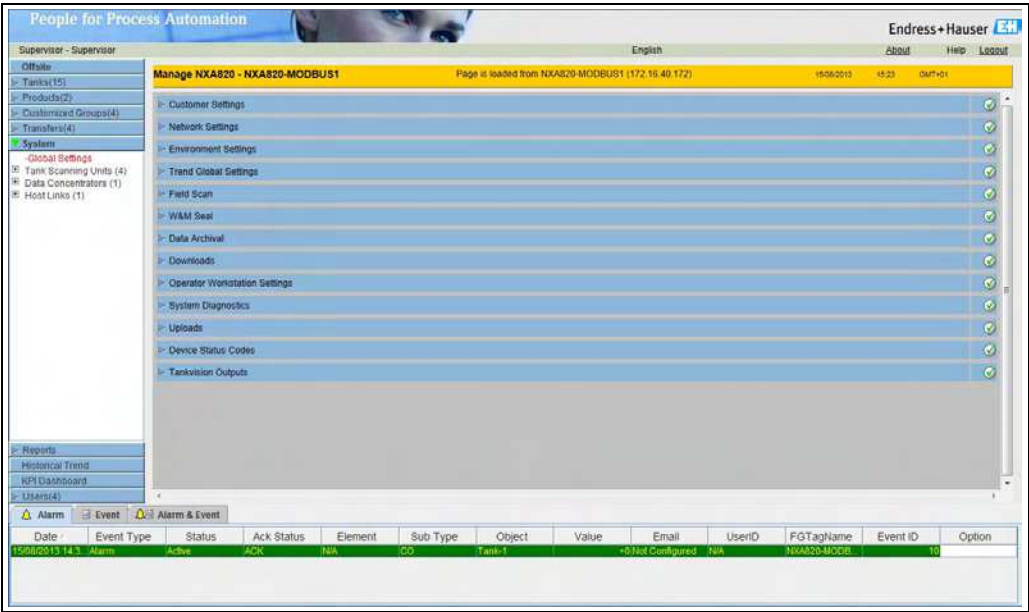 People for Process Automation
Endress+Hauser EH
Supervisor - Supervisor English About Help Logout
Offsite
Tanks(15)
Products(2)
Customized Groups(4)
Transfers(4)
System
-Global Settings
Tank Scanning Units (4)
Data Concentrators (1)
Host Links (1)
Manage NXA820 - NXA820-MODBUS1 Page is loaded from NXA820-MODBUS1 (172.16.40.172) 15/08/2013 15:23 GMT+01
Customer Settings
Network Settings
Environment Settings
Trend Global Settings
Field Scan
W&M Seal
Data Archival
Downloads
Operator Workstation Settings
System Diagnostics
Uploads
Device Status Codes
Tankvision Outputs
Reports
Historical Trend
KPI Dashboard
Users(4)
Alarm Event Alarm & Event
Date Event Type Status Ack Status Element Sub Type Object Value Email UserID FGTagName Event ID Option
15/08/2013 14:3... Alarm Active ACK N/A CO Tank-1 +0 Not Configured N/A NXA820-MODB... 10